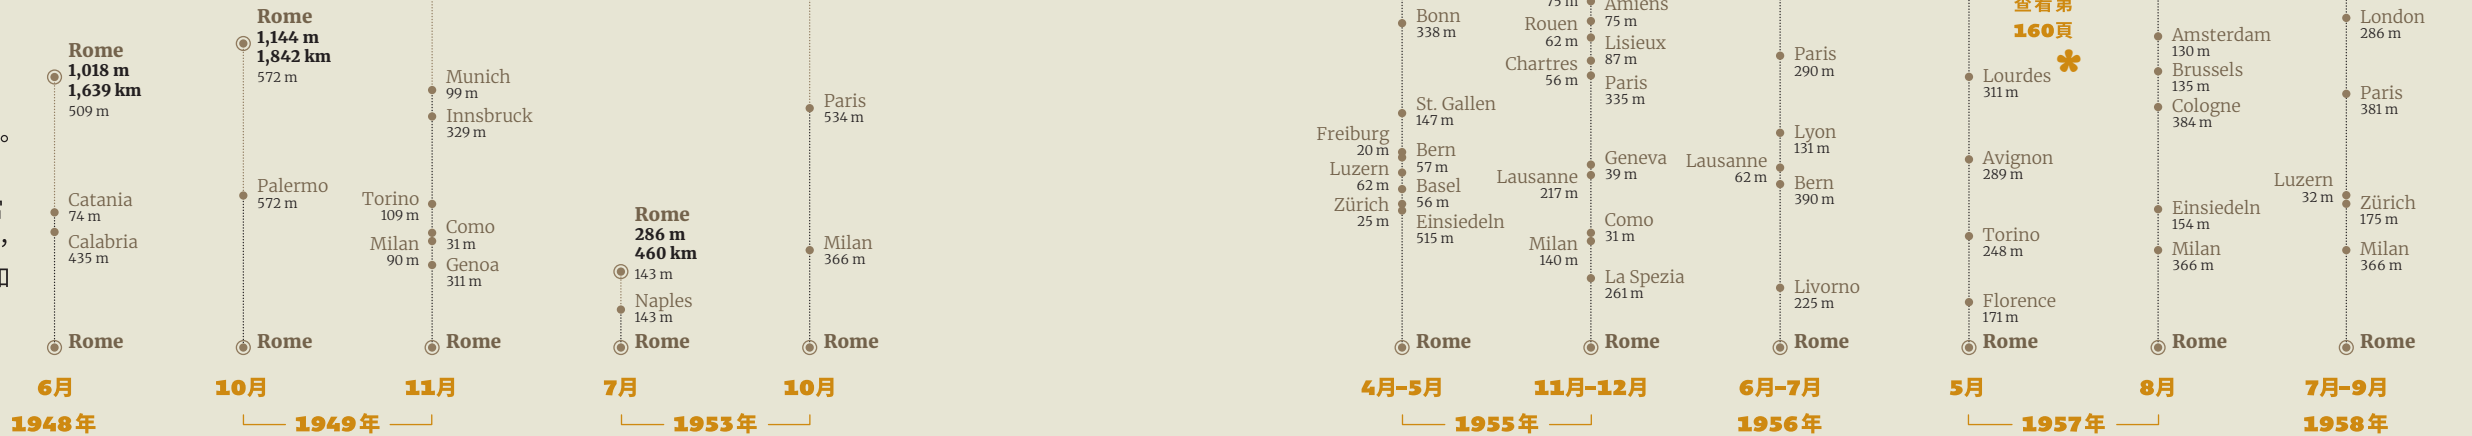 Rome
1,018 m
1,639 km
509 m
Catania
74 m
Calabria
435 m
Rome
6月
1948年
Rome
1,144 m
1,842 km
572 m
Palermo
572 m
Rome
10月
Munich
99 m
Innsbruck
329 m
Torino
109 m
Como
31 m
Milan
90 m
Genoa
311 m
Rome
11月
1949年
Rome
286 m
460 km
143 m
Naples
143 m
Rome
7月
Paris
534 m
Milan
366 m
Rome
10月
1953年
Bonn
338 m
St. Gallen
147 m
Freiburg
20 m
Bern
57 m
Luzern
62 m
Basel
56 m
Zürich
25 m
Einsiedeln
515 m
Rome
4月–5月
75 m
Amiens
75 m
Rouen
62 m
Lisieux
87 m
Chartres
56 m
Paris
335 m
Geneva
39 m
Lausanne
217 m
Como
31 m
Milan
140 m
La Spezia
261 m
Rome
11月–12月
1955年
Paris
290 m
Lyon
131 m
Lausanne
62 m
Bern
390 m
Livorno
225 m
Rome
6月–7月
1956年
查看第
160頁
*
Lourdes
311 m
Avignon
289 m
Torino
248 m
Florence
171 m
Rome
5月
Amsterdam
130 m
Brussels
135 m
Cologne
384 m
Einsiedeln
154 m
Milan
366 m
Rome
8月
1957年
London
286 m
Paris
381 m
Luzern
32 m
Zürich
175 m
Milan
366 m
Rome
7月–9月
1958年